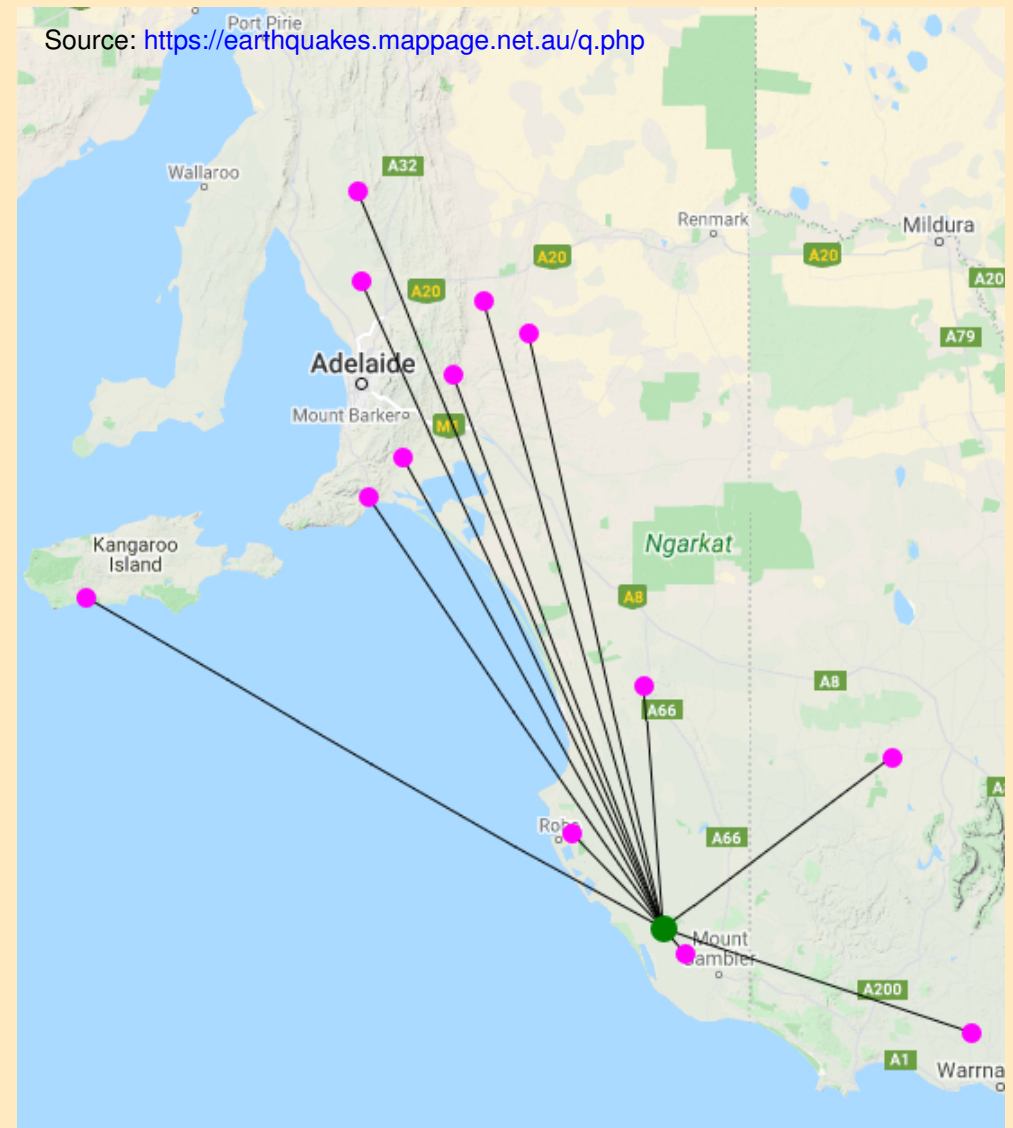 Port Pirie
Source: https://earthquakes.mappage.net.au/q.php
A32
Wallaroo
Renmark
Mildura
A20
A20
A20
A20
A79
Adelaide
Mount Barker
M1
Kangaroo
Island
Ngarkat
A8
A8
A66
A66
Robe
Mount
Gambier
A200
A1
Warrna